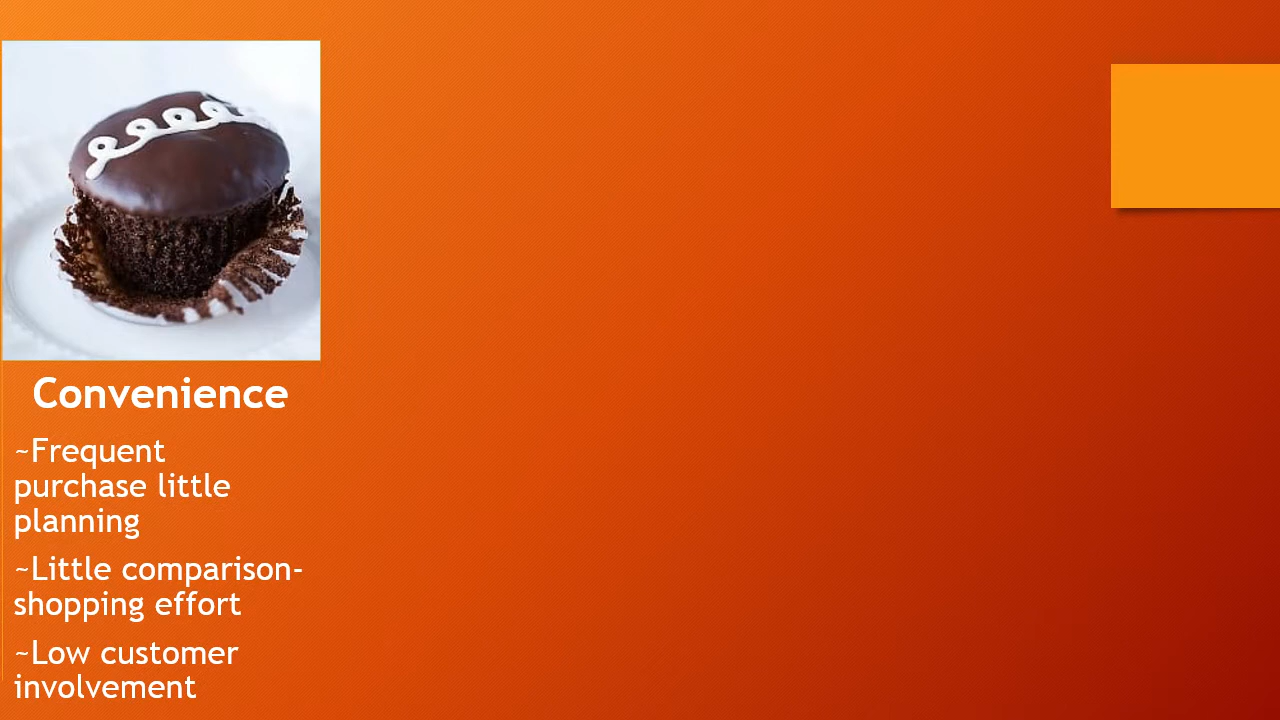 Convenience
~Frequent
purchase little
planning
~Little comparison-
shopping effort
~Low customer
involvement